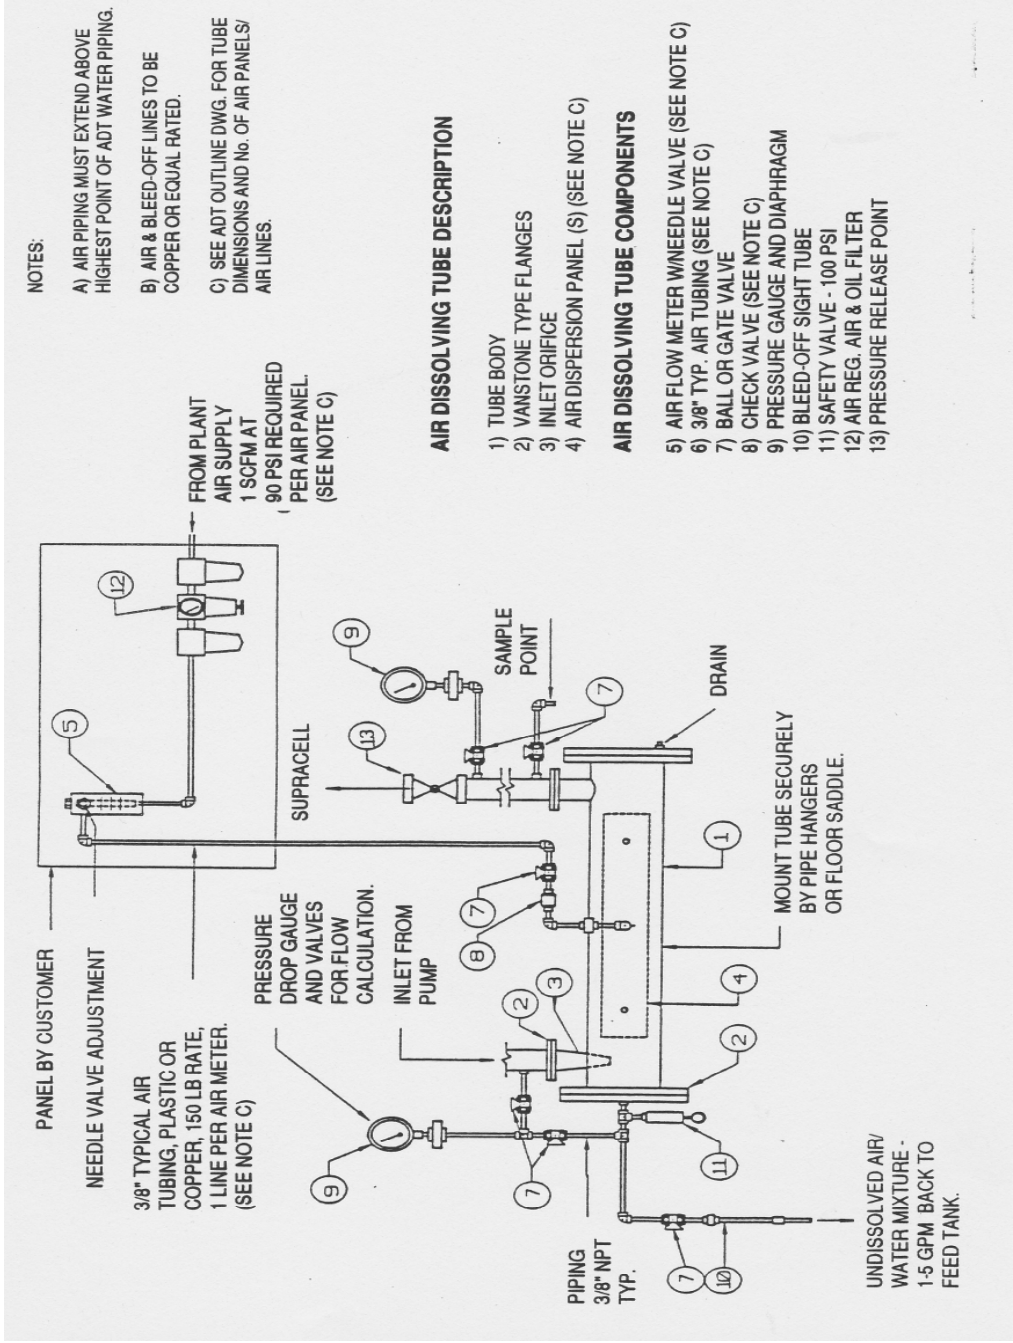 NOTES:
A) AIR PIPING MUST EXTEND ABOVE
HIGHEST POINT OF ADT WATER PIPING.
B) AIR & BLEED-OFF LINES TO BE
COPPER OR EQUAL RATED.
C) SEE ADT OUTLINE DWG. FOR TUBE
DIMENSIONS AND No. OF AIR PANELS/
AIR LINES.
AIR DISSOLVING TUBE DESCRIPTION
1) TUBE BODY
2) VANSTONE TYPE FLANGES
3) INLET ORIFICE
4) AIR DISPERSION PANEL (S) (SEE NOTE C)
AIR DISSOLVING TUBE COMPONENTS
5) AIR FLOW METER W/NEEDLE VALVE (SEE NOTE C)
6) 3/8" TYP. AIR TUBING (SEE NOTE C)
7) BALL OR GATE VALVE
8) CHECK VALVE (SEE NOTE C)
9) PRESSURE GAUGE AND DIAPHRAGM
10) BLEED-OFF SIGHT TUBE
11) SAFETY VALVE - 100 PSI
12) AIR REG. AIR & OIL FILTER
13) PRESSURE RELEASE POINT
FROM PLANT
AIR SUPPLY
1 SCFM AT
90 PSI REQUIRED
PER AIR PANEL.
(SEE NOTE C)
12
5
PANEL BY CUSTOMER
NEEDLE VALVE ADJUSTMENT
3/8" TYPICAL AIR
TUBING, PLASTIC OR
COPPER, 150 LB RATE,
1 LINE PER AIR METER.
(SEE NOTE C)
PRESSURE
DROP GAUGE
AND VALVES
FOR FLOW
CALCULATION.
SUPRACELL
13
9
SAMPLE
POINT
7
DRAIN
INLET FROM
PUMP
7
8
2
3
1
4
2
MOUNT TUBE SECURELY
BY PIPE HANGERS
OR FLOOR SADDLE.
9
7
11
PIPING
3/8" NPT
TYP.
7
10
UNDISSOLVED AIR/
WATER MIXTURE -
1-5 GPM BACK TO
FEED TANK.